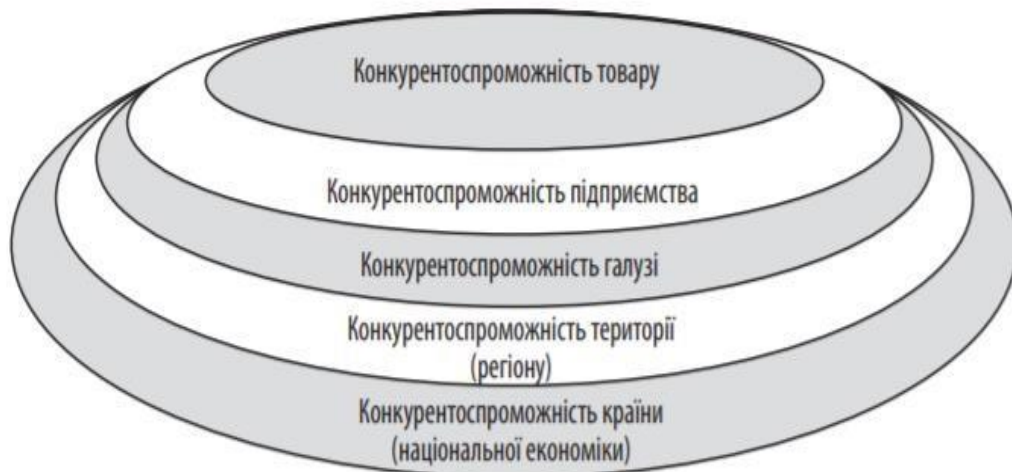 Конкурентоспроможність товару
Конкурентоспроможність підприємства
Конкурентоспроможність галузі
Конкурентоспроможність території
(регіону)
Конкурентоспроможність країни
(національної економіки)